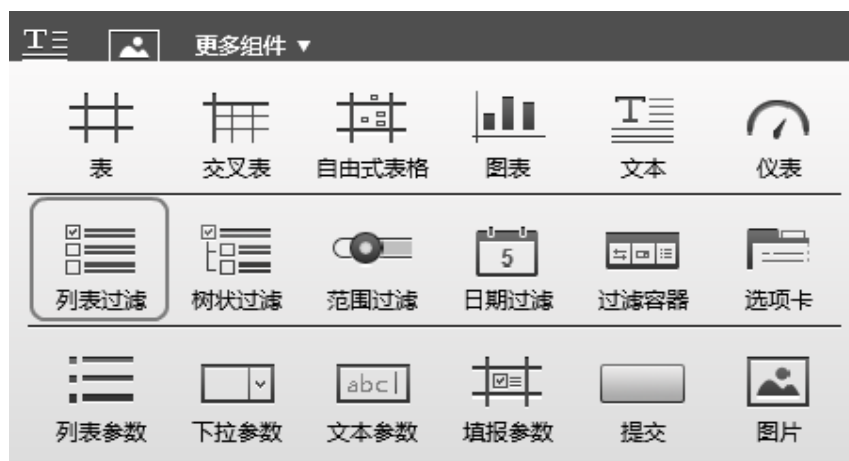 更多组件 ▼
表 交叉表 自由式表格 图表 文本 仪表
5
列表过滤 树状过滤 范围过滤 日期过滤 过滤容器 选项卡
abc
列表参数 下拉参数 文本参数 填报参数 提交 图片